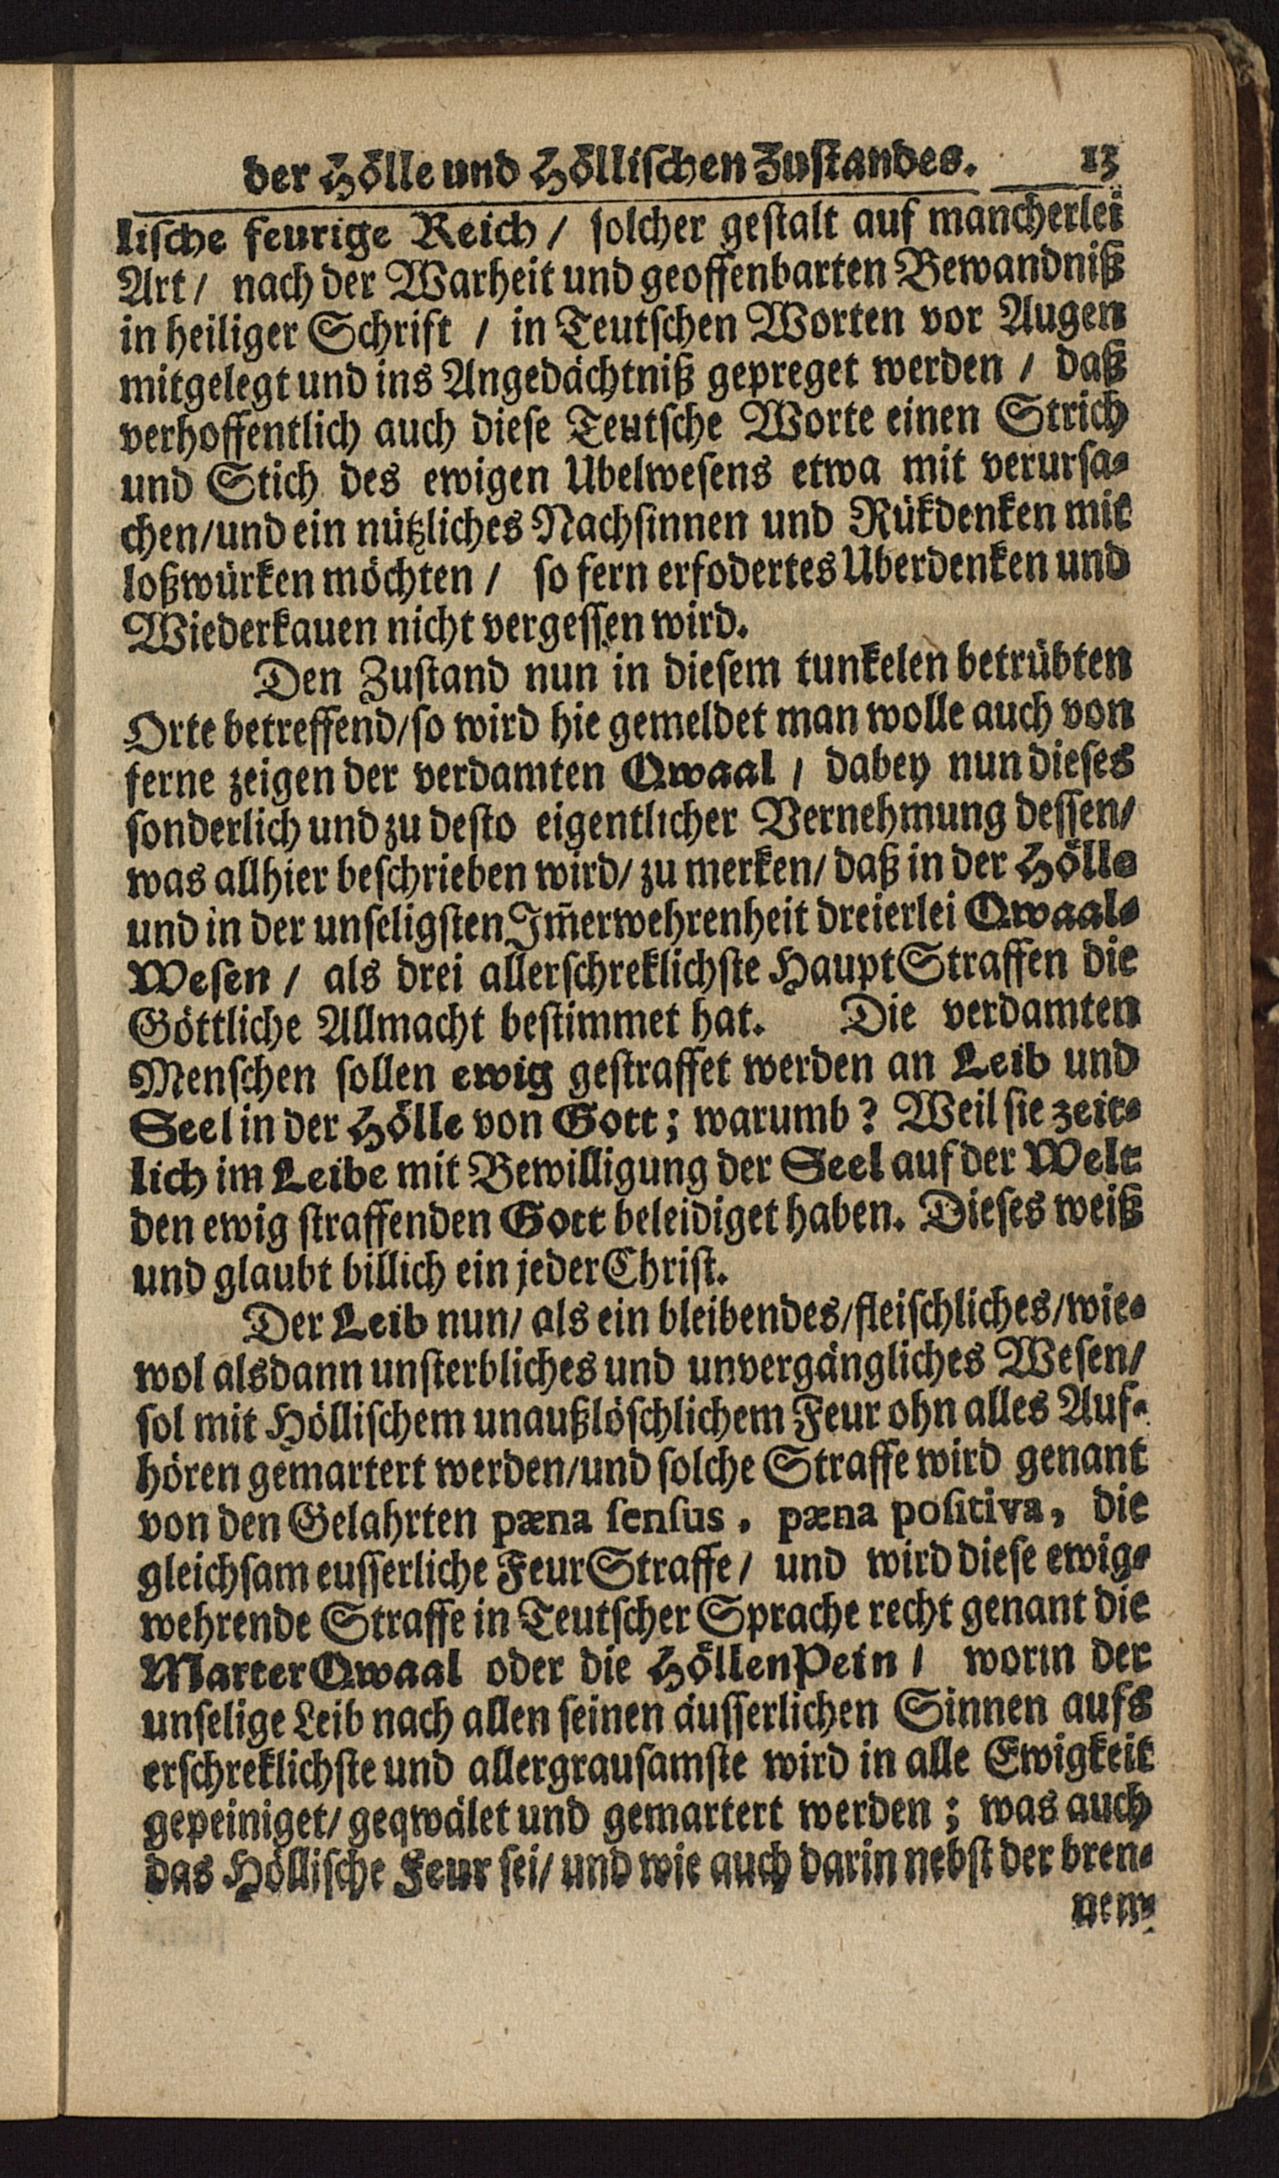 der Hölle und Höllischen Zustandes. 13
lische feurige Reich / solcher gestalt auf mancherlei
Art / nach der Warheit und geoffenbarten Bewandniß
in heiliger Schrift / in Teutschen Worten vor Augen
mitgelegt und ins Angedächtniß gepreget werden / daß
verhoffentlich auch diese Teutsche Worte einen Strich
und Stich des ewigen Ubelwesens etwa mit verursa-
chen/und ein nützliches Nachsinnen und Rükdenken mit
loßwürken möchten / so fern erfodertes Uberdenken und
Wiederkauen nicht vergessen wird.
Den Zustand nun in diesem tunkelen betrübten
Orte betreffend/so wird hie gemeldet man wolle auch von
ferne zeigen der verdamten Qwaal / dabey nun dieses
sonderlich und zu desto eigentlicher Vernehmung dessen/
was allhier beschrieben wird/ zu merken/ daß in der Hölle
und in der unseligsten Im̃erwehrenheit dreierlei Qwaal-
Wesen / als drei allerschreklichste HauptStraffen die
Göttliche Allmacht bestimmet hat. Die verdamten
Menschen sollen ewig gestraffet werden an Leib und
Seel in der Hölle von Gott; warumb? Weil sie zeit-
lich im Leibe mit Bewilligung der Seel auf der Welt
den ewig straffenden Gott beleidiget haben. Dieses weiß
und glaubt billich ein jeder Christ.
Der Leib nun/ als ein bleibendes/fleischliches/wie-
wol alsdann unsterbliches und unvergängliches Wesen/
sol mit Höllischem unaußlöschlichem Feur ohn alles Auf-
hören gemartert werden/und solche Straffe wird genant
von den Gelahrten pæna sensus, pæna positiva, die
gleichsam eusserliche FeurStraffe/ und wird diese ewig-
wehrende Straffe in Teutscher Sprache recht genant die
MarterQwaal oder die HöllenPein / worin der
unselige Leib nach allen seinen äusserlichen Sinnen aufs
erschreklichste und allergrausamste wird in alle Ewigkeit
gepeiniget/ geqwälet und gemartert werden; was auch
das Höllische Feur sei/ und wie auch darin nebst der bren-
nen-